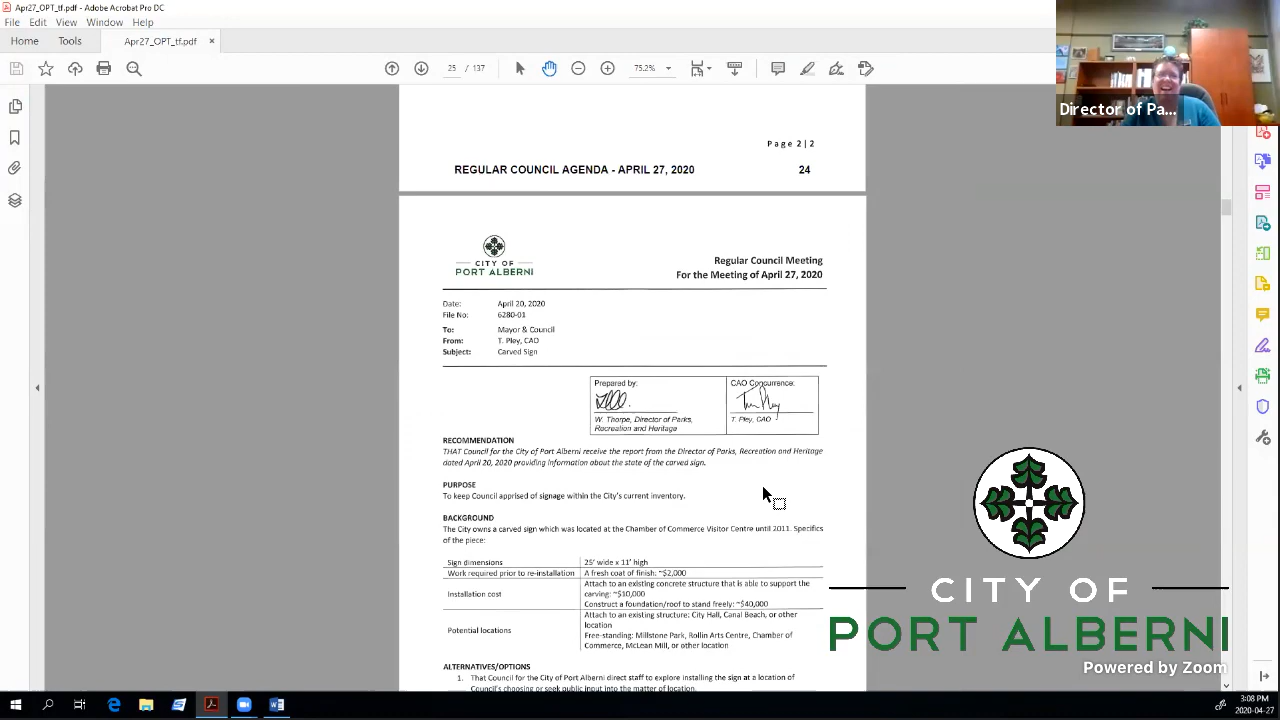 Apr27_OPT_tf.pdf - Adobe Acrobat Pro DC
File Edit View Window Help
Home Tools Apr27_OPT_tf.pdf ×
25 / 137 75.2%
Director of Pa...
Page 2|2
REGULAR COUNCIL AGENDA - APRIL 27, 2020 24
CITY OF
PORT ALBERNI
Regular Council Meeting
For the Meeting of April 27, 2020
Date: April 20, 2020
File No: 6280-01
To: Mayor & Council
From: T. Pley, CAO
Subject: Carved Sign
Prepared by: CAO Concurrence:
W. Thorpe, Director of Parks, T. Pley, CAO
Recreation and Heritage
RECOMMENDATION
THAT Council for the City of Port Alberni receive the report from the Director of Parks, Recreation and Heritage
dated April 20, 2020 providing information about the state of the carved sign.
PURPOSE
To keep Council apprised of signage within the City's current inventory.
BACKGROUND
The City owns a carved sign which was located at the Chamber of Commerce Visitor Centre until 2011. Specifics
of the piece:
Sign dimensions 25' wide x 11' high
Work required prior to re-installation A fresh coat of finish: ~$2,000
Installation cost Attach to an existing concrete structure that is able to support the
carving: ~$10,000
Construct a foundation/roof to stand freely: ~$40,000
Potential locations Attach to an existing structure: City Hall, Canal Beach, or other
location
Free-standing: Millstone Park, Rollin Arts Centre, Chamber of
Commerce, McLean Mill, or other location
ALTERNATIVES/OPTIONS
1. That Council for the City of Port Alberni direct staff to explore installing the sign at a location of
Council's choosing or seek public input into the matter of location.
CITY OF
PORT ALBERNI
Powered by Zoom
3:08 PM
2020-04-27